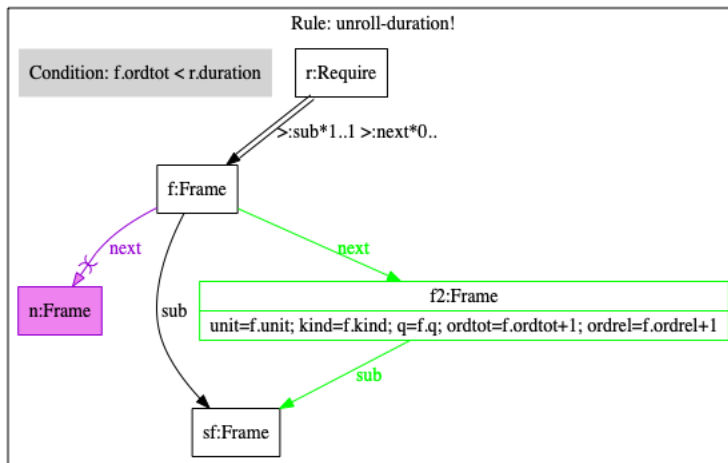 Rule: unroll-duration!
Condition: f.ordtot < r.duration
r:Require
>:sub*1..1 >:next*0..
f:Frame
next
next
n:Frame
sub
f2:Frame
unit=f.unit; kind=f.kind; q=f.q; ordtot=f.ordtot+1; ordrel=f.ordrel+1
sub
sf:Frame